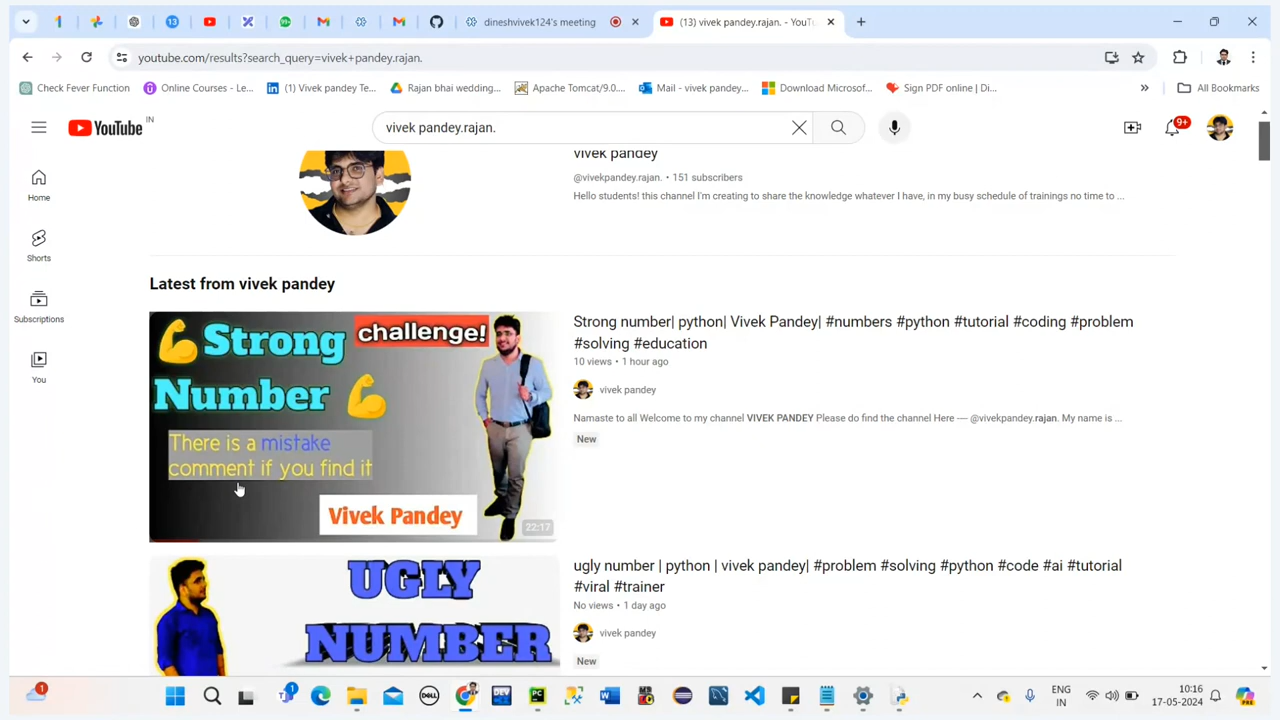 dineshvivek124's meeting
(13) vivek pandey.rajan. - YouTu
youtube.com/results?search_query=vivek+pandey.rajan.
Check Fever Function
Online Courses - Le...
(1) Vivek pandey Te...
Rajan bhai wedding...
Apache Tomcat/9.0....
Mail - vivek pandey...
Download Microsof...
Sign PDF online | Di...
All Bookmarks
YouTube IN
vivek pandey.rajan.
9+
vivek pandey
@vivekpandey.rajan. • 151 subscribers
Hello students! this channel I'm creating to share the knowledge whatever I have, in my busy schedule of trainings no time to ...
Home
Shorts
Subscriptions
You
Latest from vivek pandey
Strong challenge!
Number
There is a mistake
comment if you find it
Vivek Pandey
22:17
Strong number| python| Vivek Pandey| #numbers #python #tutorial #coding #problem
#solving #education
10 views • 1 hour ago
vivek pandey
Namaste to all Welcome to my channel VIVEK PANDEY Please do find the channel Here ---- @vivekpandey.rajan. My name is ...
New
UGLY
NUMBER
ugly number | python | vivek pandey| #problem #solving #python #code #ai #tutorial
#viral #trainer
No views • 1 day ago
vivek pandey
New
ENG
IN
10:16
17-05-2024